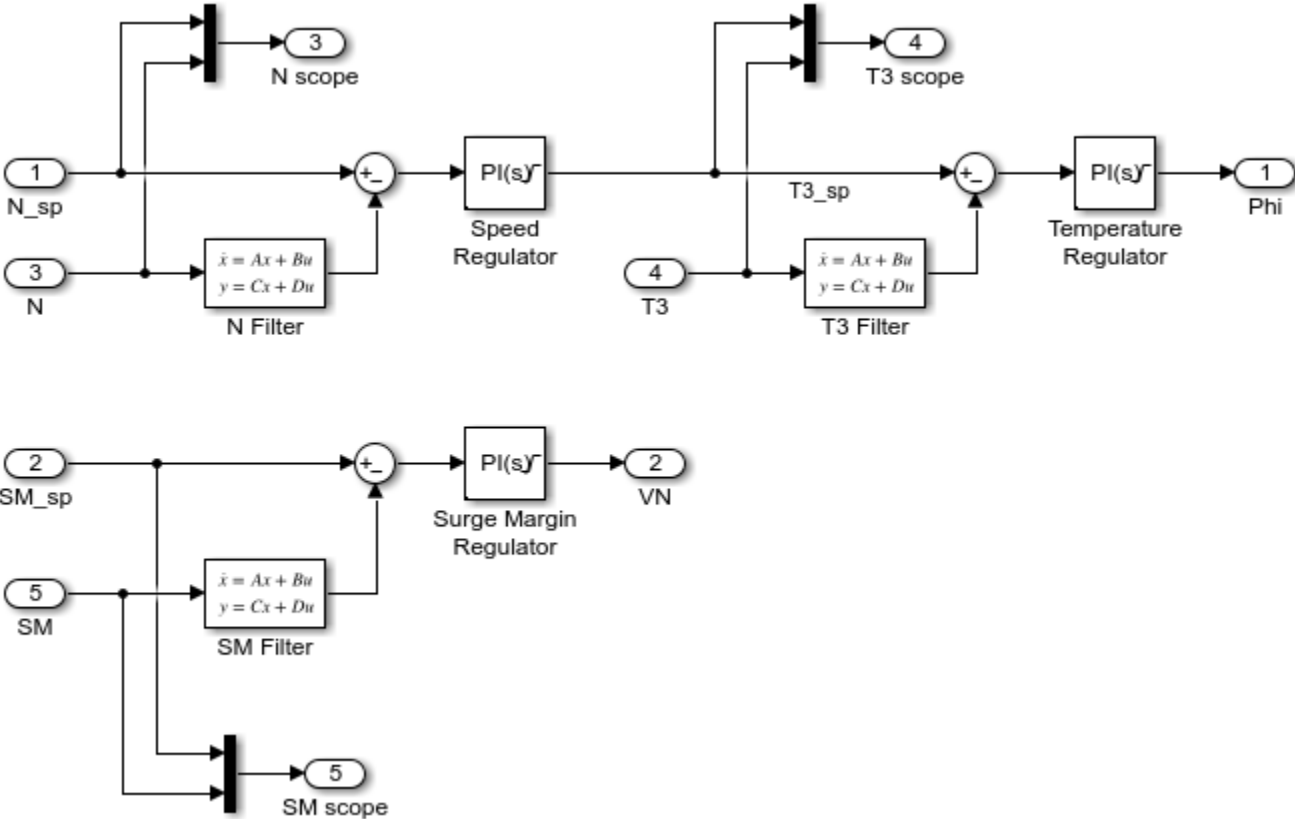 3
N scope
4
T3 scope
1
N_sp
+_
PI(s)
Speed
Regulator
T3_sp
+_
PI(s)
Temperature
Regulator
1
Phi
3
N
ẋ = Ax + Bu
y = Cx + Du
N Filter
4
T3
ẋ = Ax + Bu
y = Cx + Du
T3 Filter
2
SM_sp
+_
PI(s)
Surge Margin
Regulator
2
VN
5
SM
ẋ = Ax + Bu
y = Cx + Du
SM Filter
5
SM scope